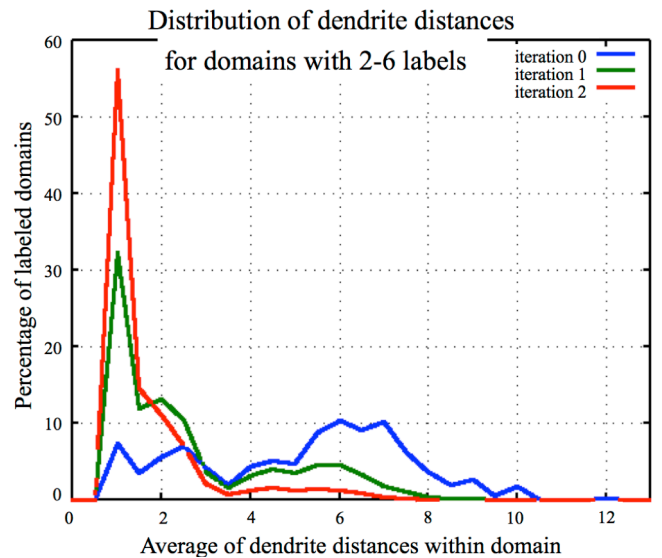 Distribution of dendrite distances
for domains with 2-6 labels
iteration 0
iteration 1
iteration 2
60
50
40
30
20
10
0
Percentage of labeled domains
0 2 4 6 8 10 12
Average of dendrite distances within domain